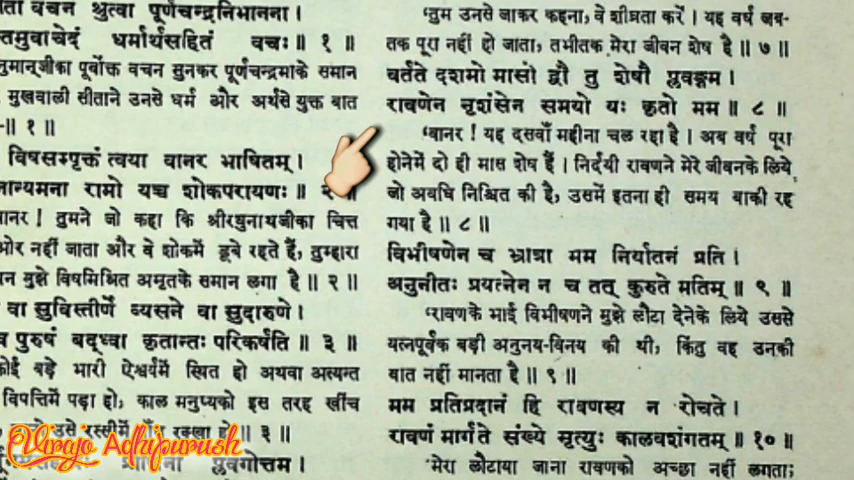 वचन श्रुत्वा पूर्णचन्द्रनिभानना।
धर्मार्थसहितं वचः॥ १ ॥
पूर्वोक्त वचन सुनकर पूर्णचन्द्रमाके समान
मुखवाली सीताने उनसे धर्म और अर्थसे युक्त बात
-॥ १ ॥
विषसम्पृक्तं त्वया वानर भाषितम्।
रामो यच्च शोकपरायणः॥ २ ॥
तुमने जो कहा कि श्रीरघुनाथजीका चित्त
ओर नहीं जाता और वे शोकमें डूबे रहते हैं, तुम्हारा
मुझे विषमिश्रित अमृतके समान लगा है॥ २ ॥
वा सुविस्तीर्णे व्यसने वा सुदारुणे।
पुरुषं बद्ध्वा कृतान्तः परिकर्षति॥ ३ ॥
कोई बड़े भारी ऐश्वर्यमें स्थित हो अथवा अत्यन्त
विपत्तिमें पड़ा हो, काल मनुष्यको इस तरह खींच
उसे रस्सीमें
॥ ३ ॥
प्लवगोत्तम।
Virajo Adhipurush
'तुम उनसे जाकर कहना, वे शीघ्रता करें। यह वर्ष जब-
तक पूरा नहीं हो जाता, तभीतक मेरा जीवन शेष है॥ ७ ॥
वर्तते दशमो मासो द्वौ तु शेषौ प्लवङ्गम।
रावणेन नृशंसेन समयो यः कृतो मम॥ ८ ॥
'वानर! यह दसवाँ महीना चल रहा है। अब वर्ष पूरा
होनेमें दो ही मास शेष हैं। निर्दयी रावणने मेरे जीवनके लिये
जो अवधि निश्चित की है, उसमें इतना ही समय बाकी रह
गया है॥ ८ ॥
विभीषणेन च भ्रात्रा मम निर्यातनं प्रति।
अनुनीतः प्रयत्नेन न च तत् कुरुते मतिम्॥ ९ ॥
'रावणके भाई विभीषणने मुझे लौटा देनेके लिये उससे
यत्नपूर्वक बड़ी अनुनय-विनय की थी, किंतु वह उनकी
बात नहीं मानता है॥ ९ ॥
मम प्रतिप्रदानं हि रावणस्य न रोचते।
रावणं मार्गते संख्ये मृत्युः कालवशंगतम्॥ १० ॥
'मेरा लौटाया जाना रावणको अच्छा नहीं लगता;